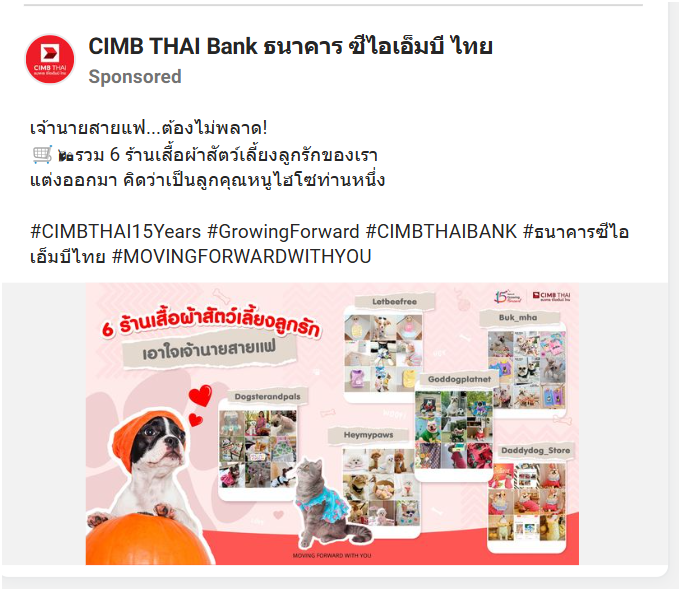 CIMB THAI
CIMB THAI Bank ธนาคาร ซีไอเอ็มบี ไทย
Sponsored
เจ้านายสายแฟ...ต้องไม่พลาด!
รวม 6 ร้านเสื้อผ้าสัตว์เลี้ยงลูกรักของเรา
แต่งออกมา คิดว่าเป็นลูกคุณหนูไฮโซท่านหนึ่ง
#CIMBTHAI15Years #GrowingForward #CIMBTHAIBANK #ธนาคารซีไอ
เอ็มบีไทย #MOVINGFORWARDWITHYOU
6 ร้านเสื้อผ้าสัตว์เลี้ยงลูกรัก
เอาใจเจ้านายสายแฟ
15
CIMB THAI
Lotbeefree
Buk_mha
Goddogplatnet
Dogsterandpals
Heymypaws
Daddydog_Store
MOVING FORWARD WITH YOU